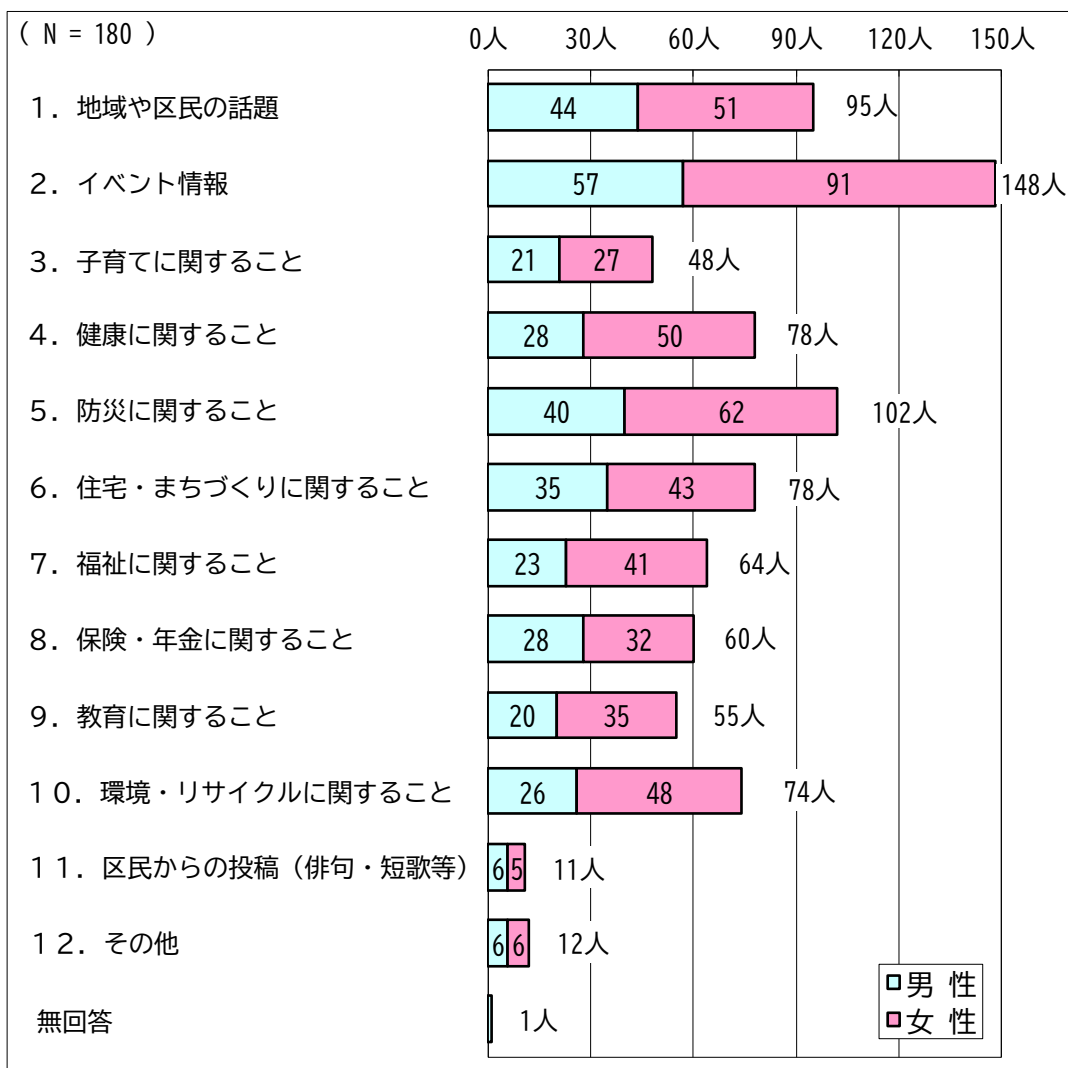 ( N = 180 )
0人 30人 60人 90人 120人 150人
１．地域や区民の話題 44 51 95人
２．イベント情報 57 91 148人
３．子育てに関すること 21 27 48人
４．健康に関すること 28 50 78人
５．防災に関すること 40 62 102人
６．住宅・まちづくりに関すること 35 43 78人
７．福祉に関すること 23 41 64人
８．保険・年金に関すること 28 32 60人
９．教育に関すること 20 35 55人
１０．環境・リサイクルに関すること 26 48 74人
１１．区民からの投稿（俳句・短歌等） 6 5 11人
１２．その他 6 6 12人
無回答 1人
男 性
女 性